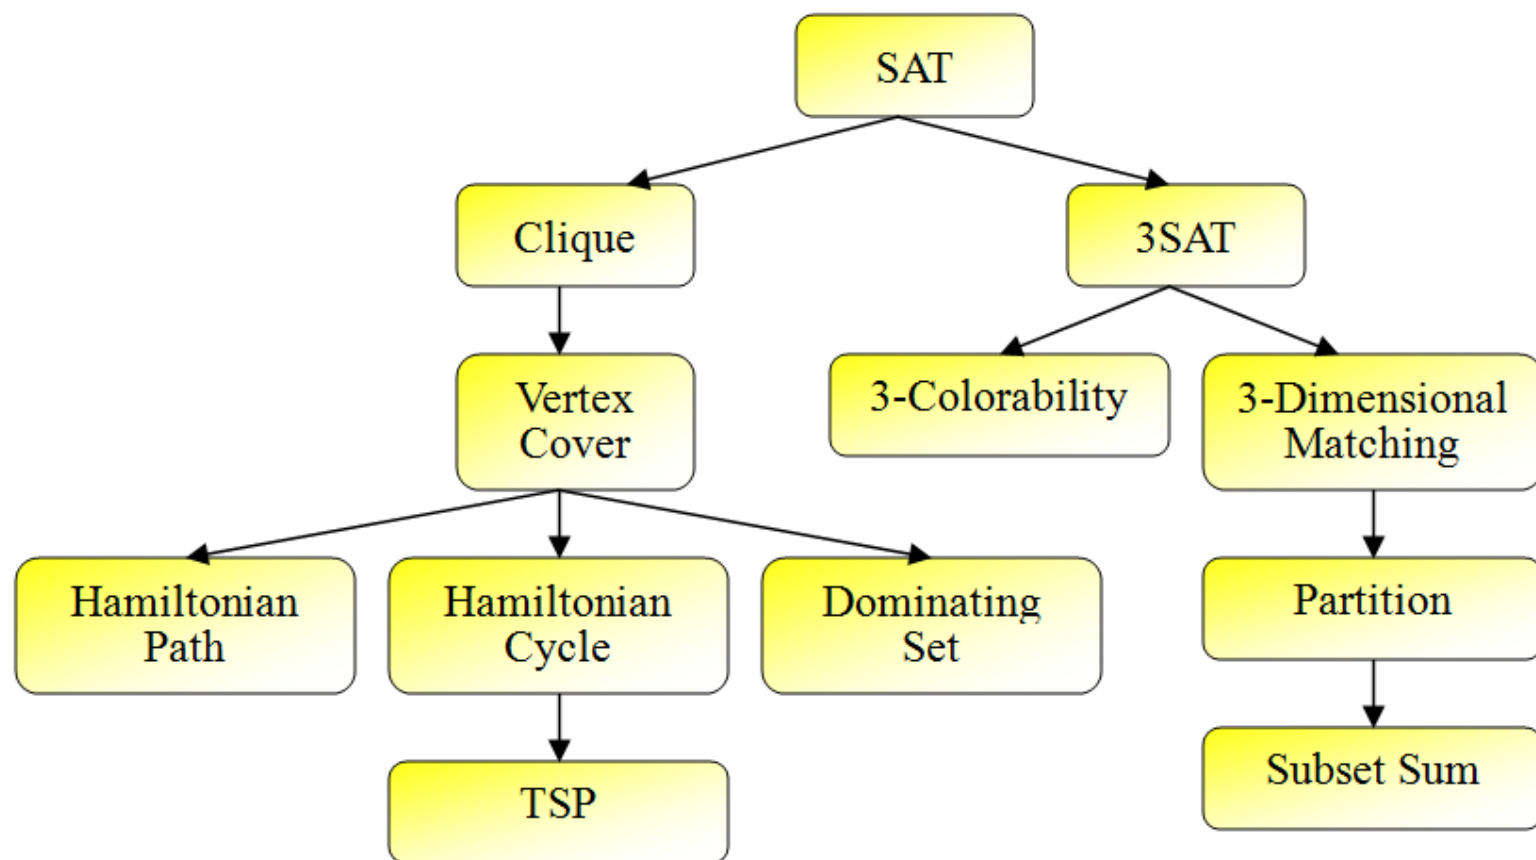 SAT
Clique
3SAT
Vertex
Cover
3-Colorability
3-Dimensional
Matching
Hamiltonian
Path
Hamiltonian
Cycle
Dominating
Set
Partition
TSP
Subset Sum